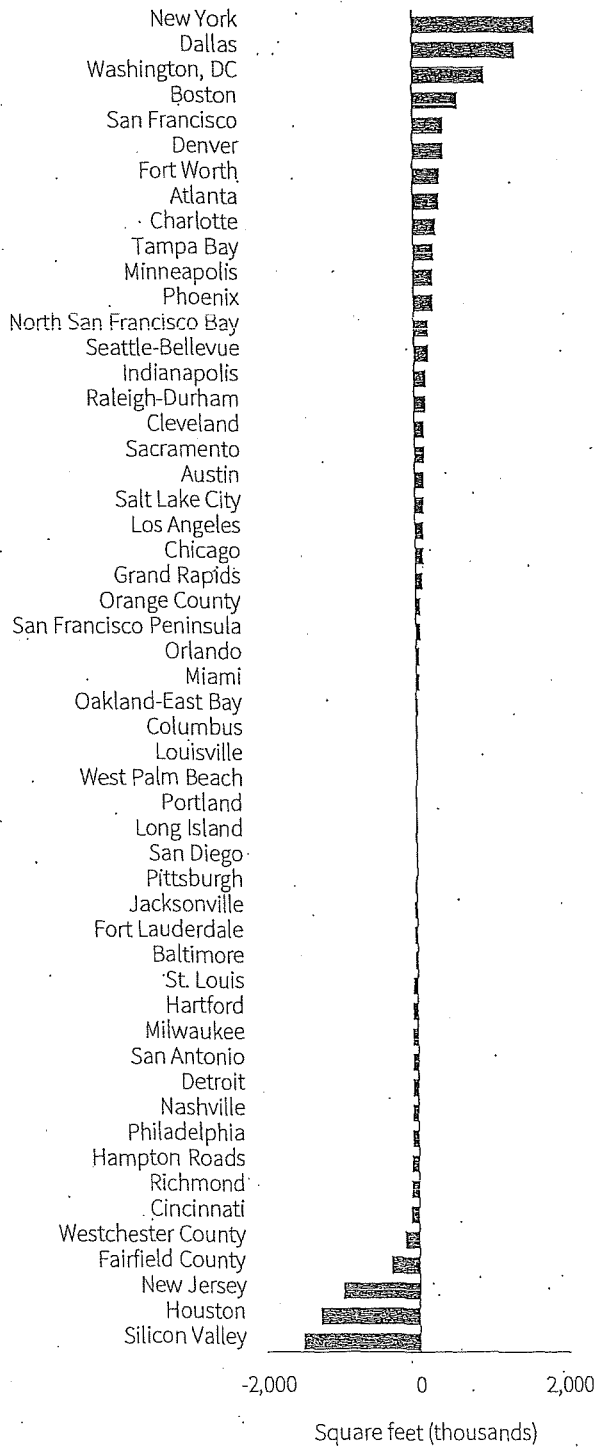 New York
Dallas
Washington, DC
Boston
San Francisco
Denver
Fort Worth
Atlanta
Charlotte
Tampa Bay
Minneapolis
Phoenix
North San Francisco Bay
Seattle-Bellevue
Indianapolis
Raleigh-Durham
Cleveland
Sacramento
Austin
Salt Lake City
Los Angeles
Chicago
Grand Rapids
Orange County
San Francisco Peninsula
Orlando
Miami
Oakland-East Bay
Columbus
Louisville
West Palm Beach
Portland
Long Island
San Diego
Pittsburgh
Jacksonville
Fort Lauderdale
Baltimore
St. Louis
Hartford
Milwaukee
San Antonio
Detroit
Nashville
Philadelphia
Hampton Roads
Richmond
Cincinnati
Westchester County
Fairfield County
New Jersey
Houston
Silicon Valley
-2,000 0 2,000
Square feet (thousands)